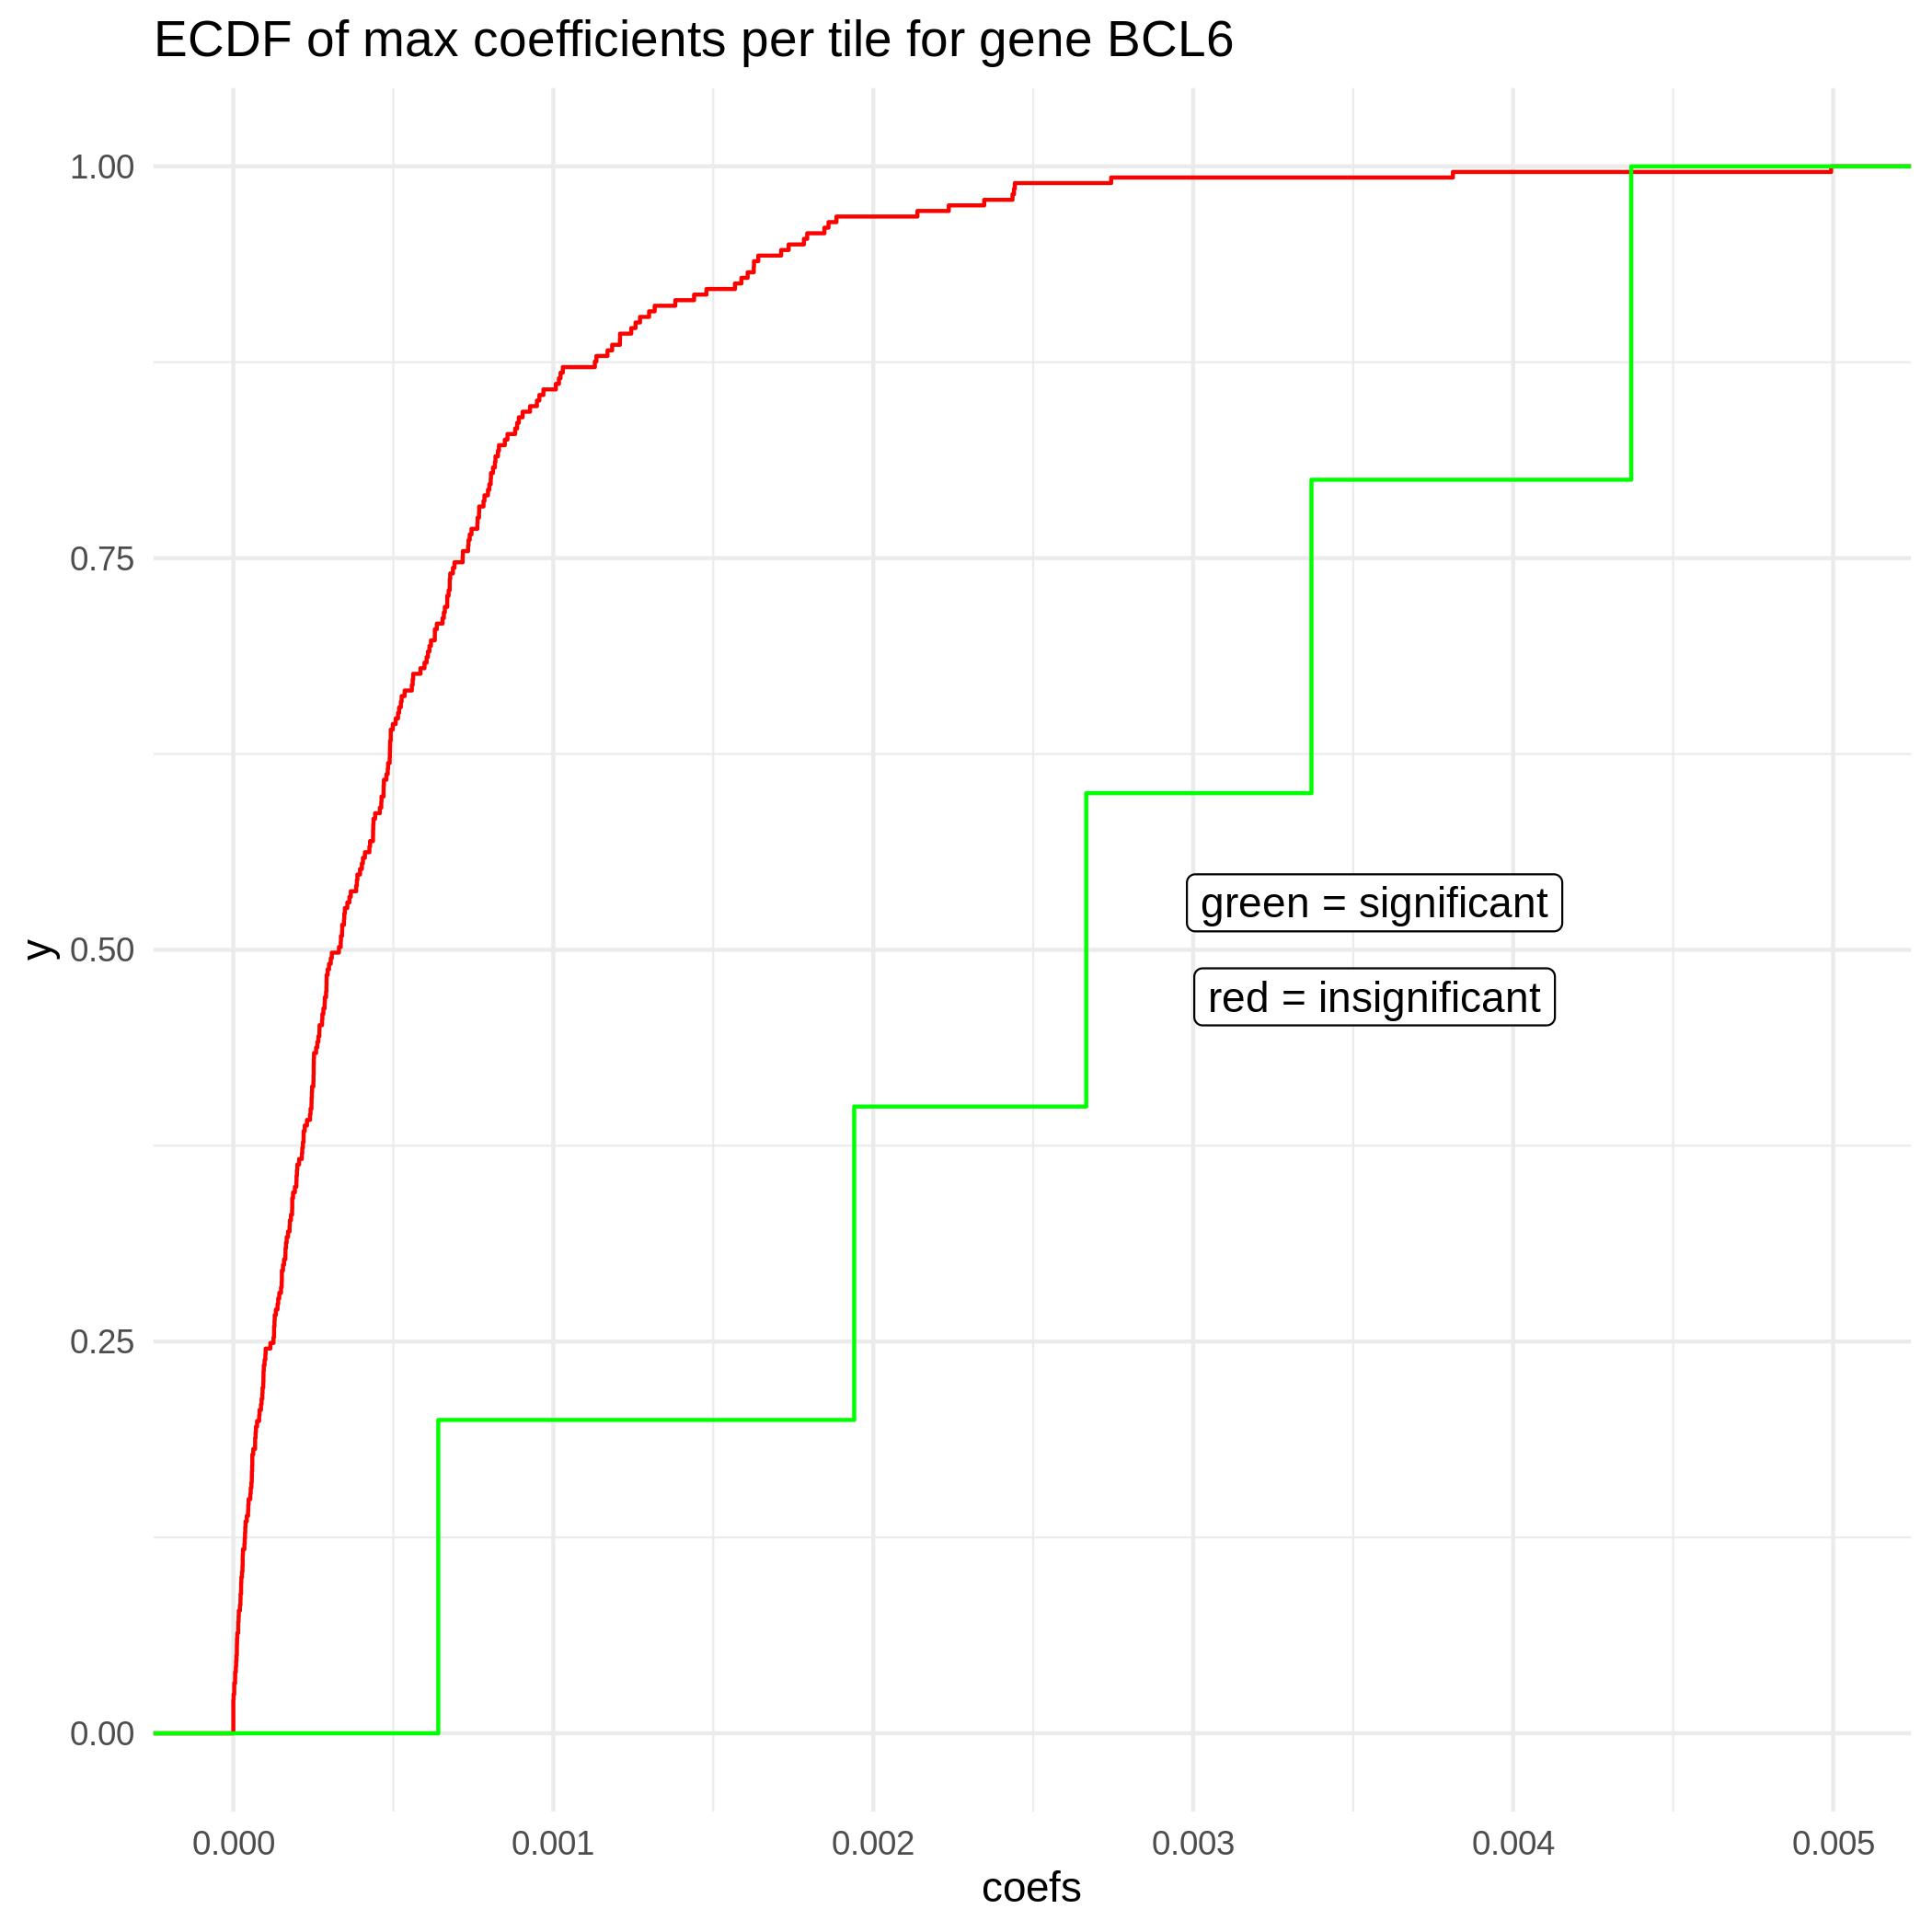 ECDF of max coefficients per tile for gene BCL6
1.00
0.75
0.50
0.25
0.00
y
green = significant
red = insignificant
0.000 0.001 0.002 0.003 0.004 0.005
coefs